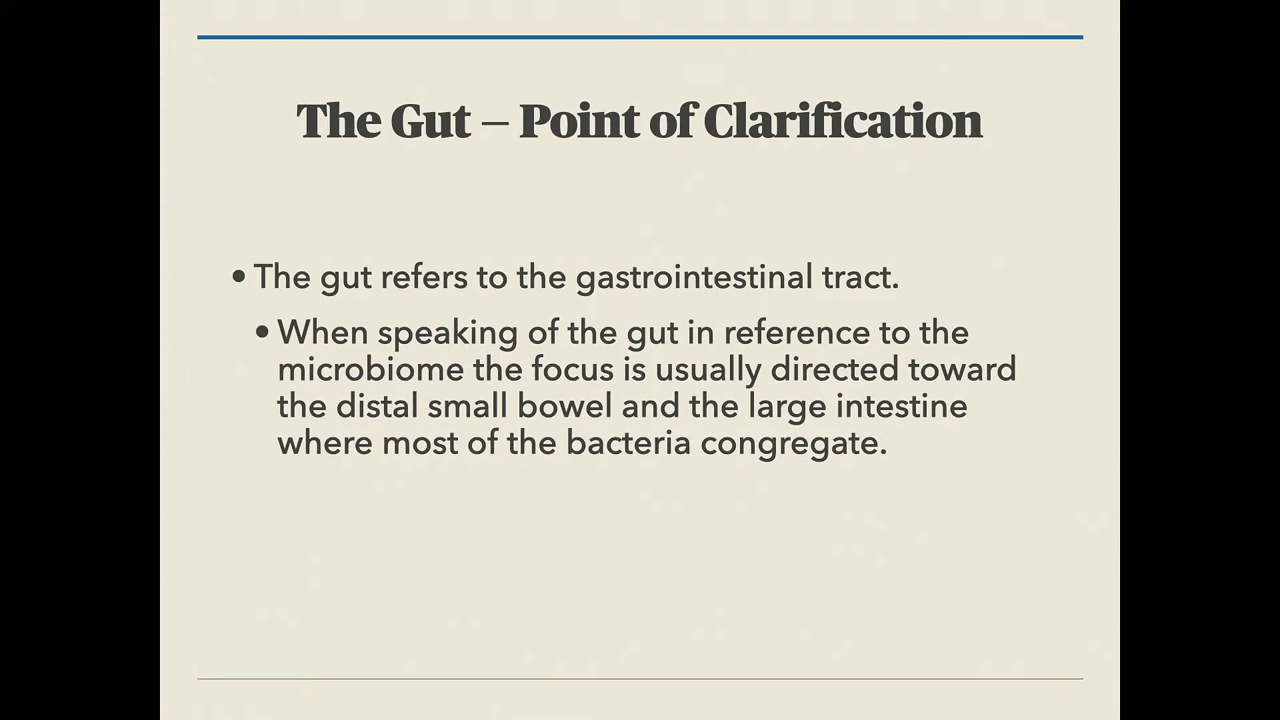 The Gut – Point of Clarification
• The gut refers to the gastrointestinal tract.
• When speaking of the gut in reference to the
microbiome the focus is usually directed toward
the distal small bowel and the large intestine
where most of the bacteria congregate.